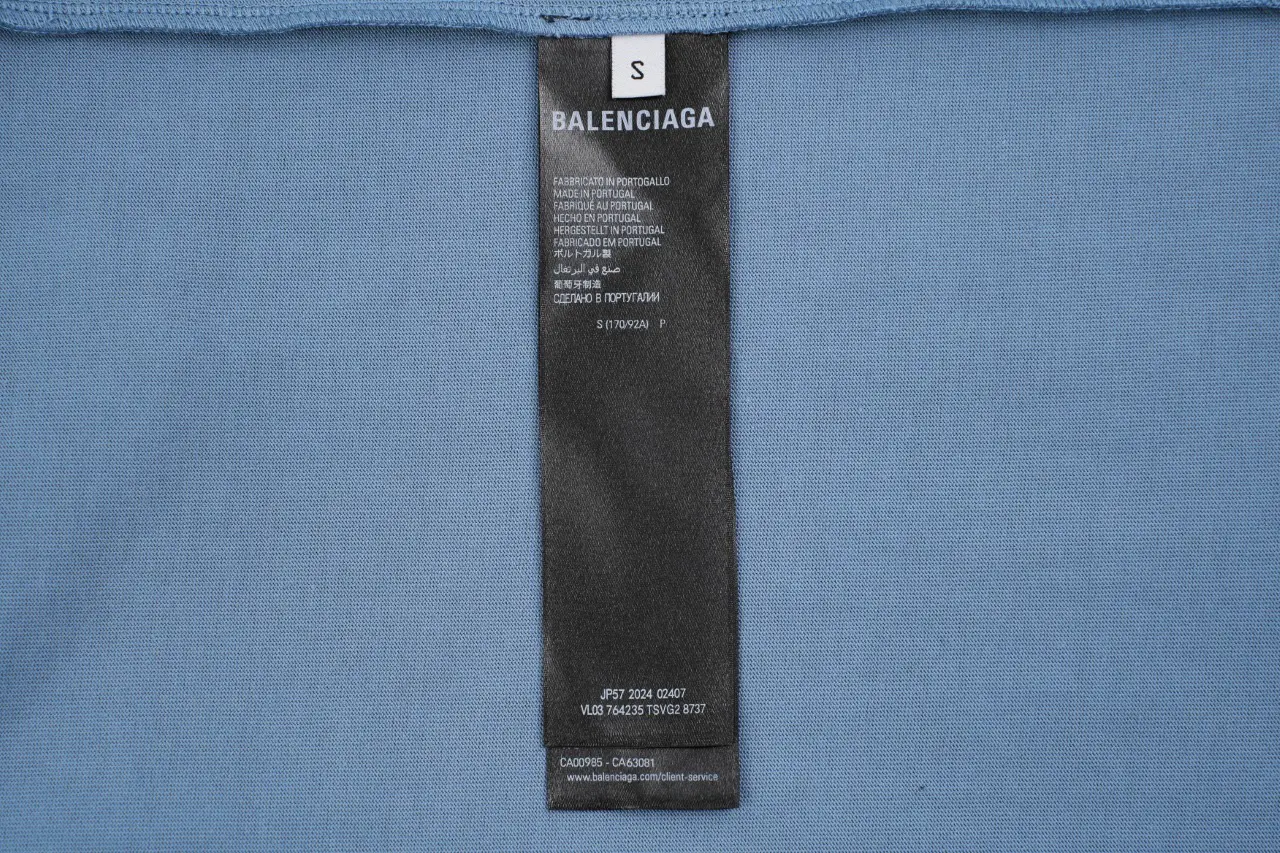 S
BALENCIAGA
FABBRICATO IN PORTOGALLO
MADE IN PORTUGAL
FABRIQUÉ AU PORTUGAL
HECHO EN PORTUGAL
HERGESTELLT IN PORTUGAL
FABRICADO EM PORTUGAL
ポルトガル製
صنع في البرتغال
葡萄牙制造
СДЕЛАНО В ПОРТУГАЛИИ
S (170/92A) P
JP57 2024 02407
VL03 764235 TSVG2 8737
CA00985 - CA63081
www.balenciaga.com/client-service